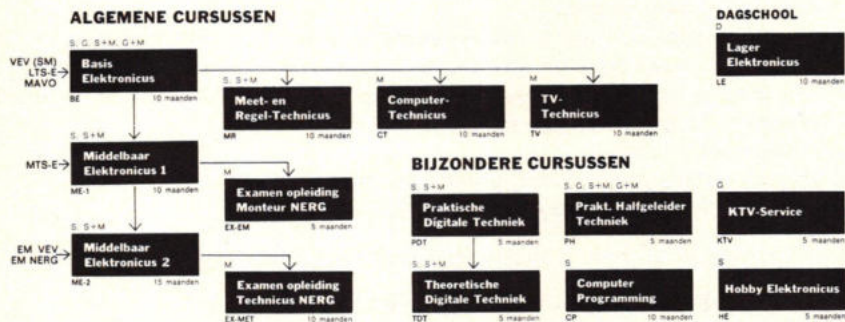 ALGEMENE CURSUSSEN
S. G. S+M. G+M
VEV (SM)
LTS-E
MAVO
Basis
Elektronicus
BE 10 maanden
S. S+M
Meet- en
Regel-Technicus
MR 10 maanden
M
Computer-
Technicus
CT 10 maanden
M
TV-
Technicus
TV 10 maanden
DAGSCHOOL
D
Lager
Elektronicus
LE 10 maanden
S. S+M
MTS-E
Middelbaar
Elektronicus 1
ME-1 10 maanden
M
Examen opleiding
Monteur NERG
EX-EM 5 maanden
S. S+M
EM VEV
EM NERG
Middelbaar
Elektronicus 2
ME-2 15 maanden
M
Examen opleiding
Technicus NERG
EX-MET 10 maanden
BIJZONDERE CURSUSSEN
S. S+M
Praktische
Digitale Techniek
PDT 5 maanden
S. G. S+M. G+M
Prakt. Halfgeleider
Techniek
PH 5 maanden
G
KTV-Service
KTV 5 maanden
S. S+M
Theoretische
Digitale Techniek
TDT 5 maanden
S
Computer
Programming
CP 10 maanden
S
Hobby Elektronicus
HE 5 maanden